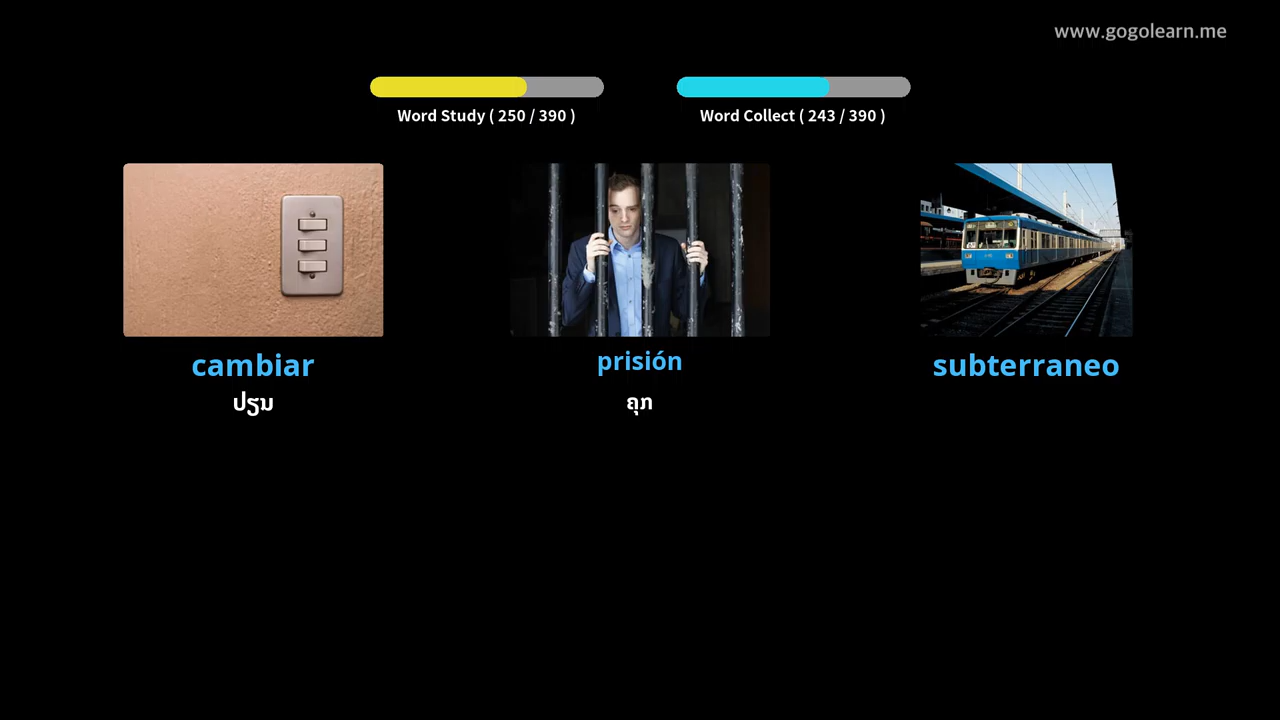 www.gogolearn.me
Word Study ( 250 / 390 )
Word Collect ( 243 / 390 )
cambiar
prisión
subterraneo
ປຽນ
ຄຸກ